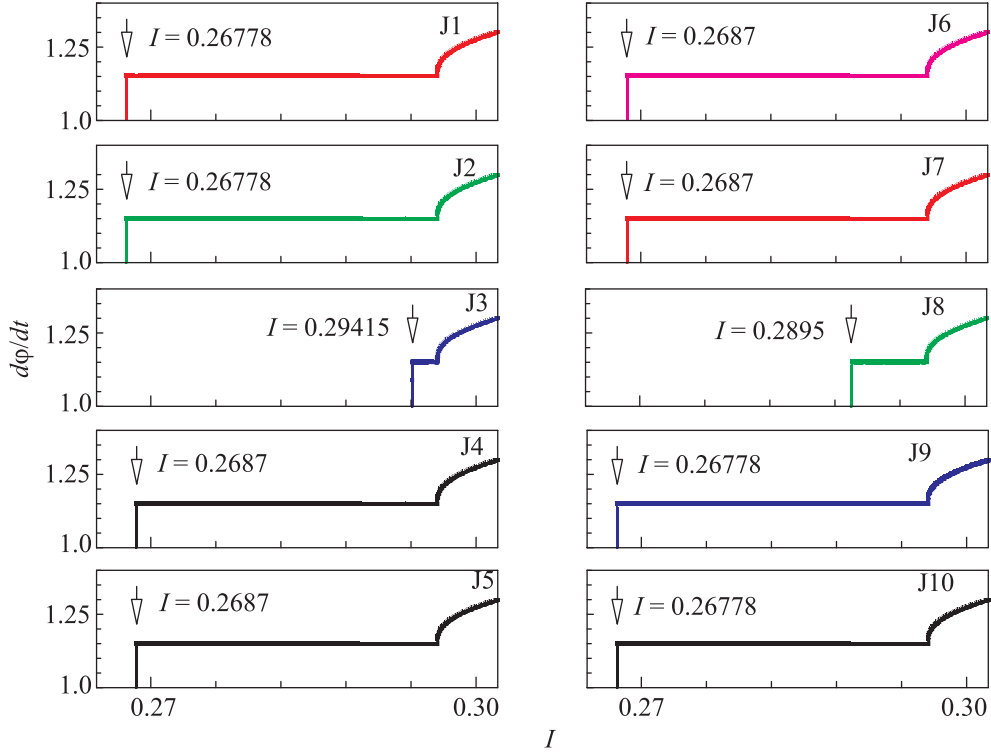 J1
I = 0.26778
1.25
1.0
J6
I = 0.2687
J2
I = 0.26778
1.25
1.0
J7
I = 0.2687
J3
I = 0.29415
1.25
1.0
J8
I = 0.2895
dφ/dt
J4
I = 0.2687
1.25
1.0
J9
I = 0.26778
J5
I = 0.2687
1.25
1.0
J10
I = 0.26778
0.27 0.30 0.27 0.30
I